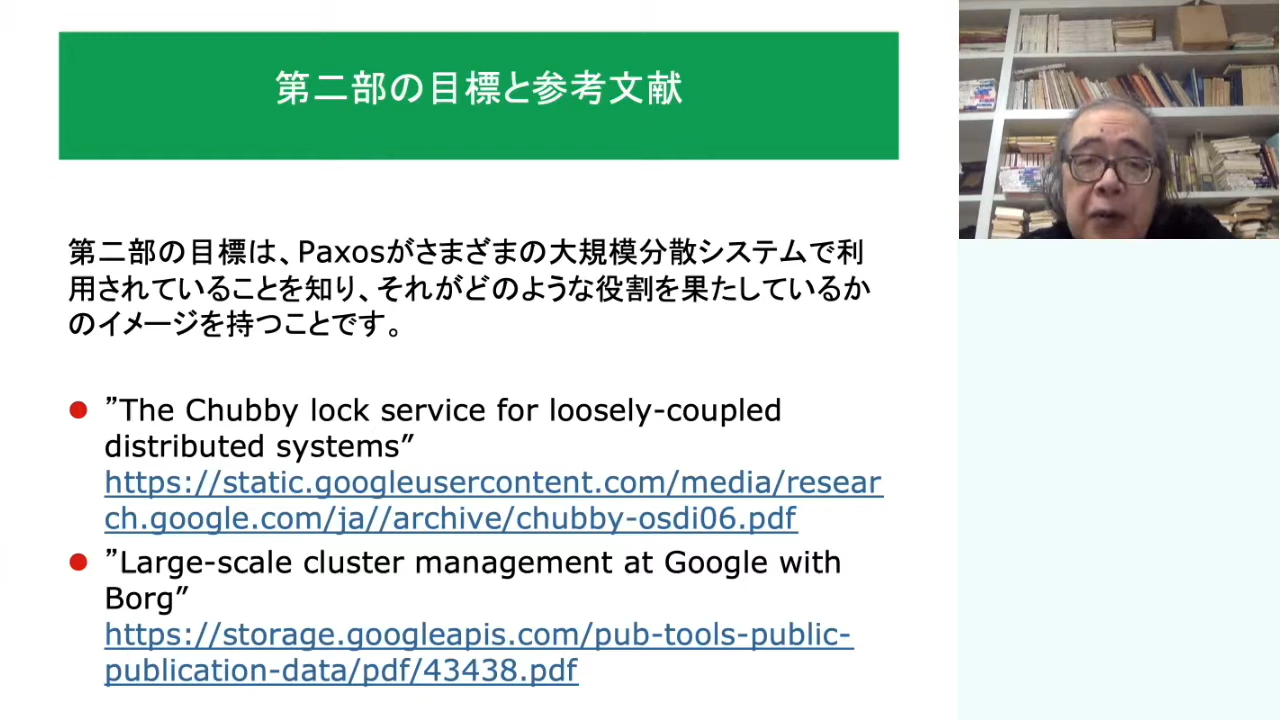 第二部の目標と参考文献
第二部の目標は、Paxosがさまざまの大規模分散システムで利
用されていることを知り、それがどのような役割を果たしているか
のイメージを持つことです。
”The Chubby lock service for loosely-coupled
distributed systems”
https://static.googleusercontent.com/media/resear
ch.google.com/ja//archive/chubby-osdi06.pdf
”Large-scale cluster management at Google with
Borg”
https://storage.googleapis.com/pub-tools-public-
publication-data/pdf/43438.pdf